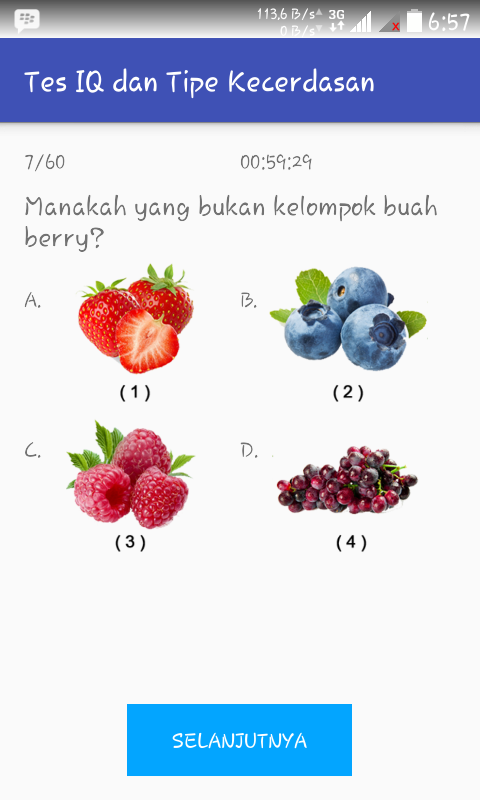 113,6 B/s 3G 6:57
0 B/s
Tes IQ dan Tipe Kecerdasan
7/60 00:59:29
Manakah yang bukan kelompok buah
berry?
A. B.
(1) (2)
C. D.
(3) (4)
SELANJUTNYA